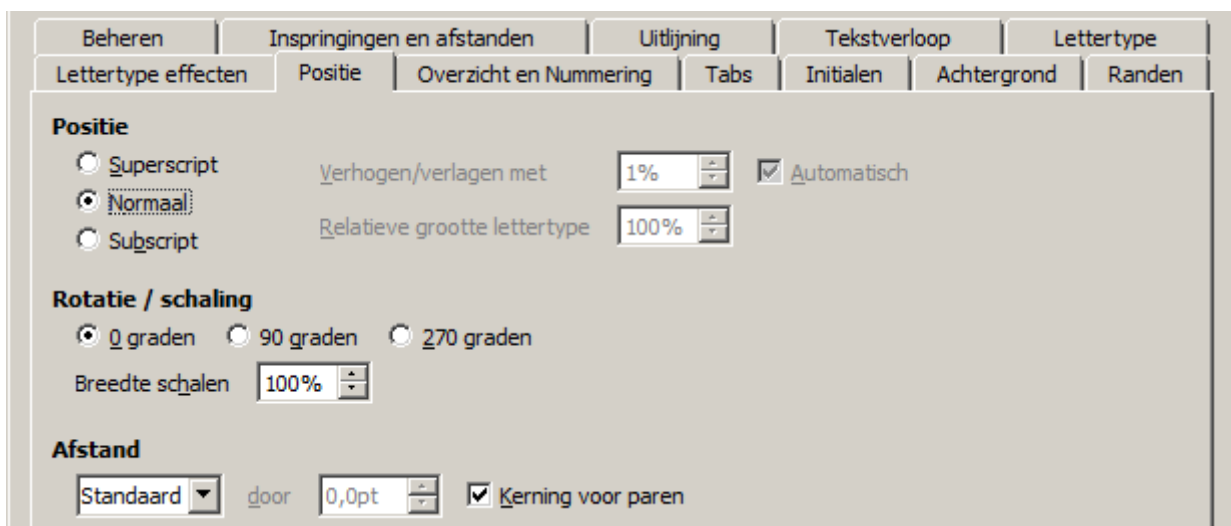 Beheren Inspringingen en afstanden Uitlijning Tekstverloop Lettertype
Lettertype effecten Positie Overzicht en Nummering Tabs Initialen Achtergrond Randen
Positie
Superscript Verhogen/verlagen met 1% Automatisch
Normaal
Relatieve grootte lettertype 100%
Subscript
Rotatie / schaling
0 graden 90 graden 270 graden
Breedte schalen 100%
Afstand
Standaard door 0,0pt Kerning voor paren